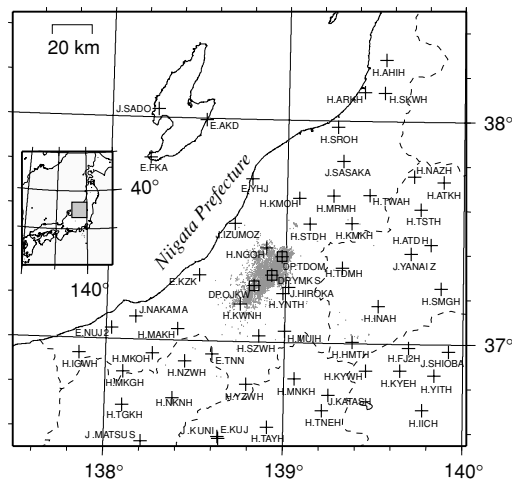 20 km
H.AHIH
H.ARKH
H.SKWH
J.SADO
E.AKD
38°
H.SROH
E.FKA
J.SASAKA
H.NAZH
40°
E.YHJ
H.ATKH
H.KMOH
H.MRMH
H.TWAH
Niigata Prefecture
H.TSTH
J.IZUMOZ
H.STDH
H.KMKH
H.ATDH
H.NGOH
J.YANAIZ
DP.TDOM
H.TDMH
E.KZK
DP.YMKS
140°
DP.OJKW
J.HIROKA
H.SMGH
H.YNTH
J.NAKAMA
H.KWNH
H.INAH
E.NUJ2
H.MAKH
H.MUIH
37°
H.SZWH
H.HMTH
H.IGWH
H.MKOH
E.TNN
H.FJ2H
J.SHIOBA
H.NZWH
H.MKGH
H.KYWH
H.KYEH
H.YITH
H.YZWH
H.MNKH
H.NKNH
J.KATASH
H.TGKH
H.TNEH
H.IICH
J.MATSUS
J.KUNI
E.KUJ
H.TAYH
138°
139°
140°